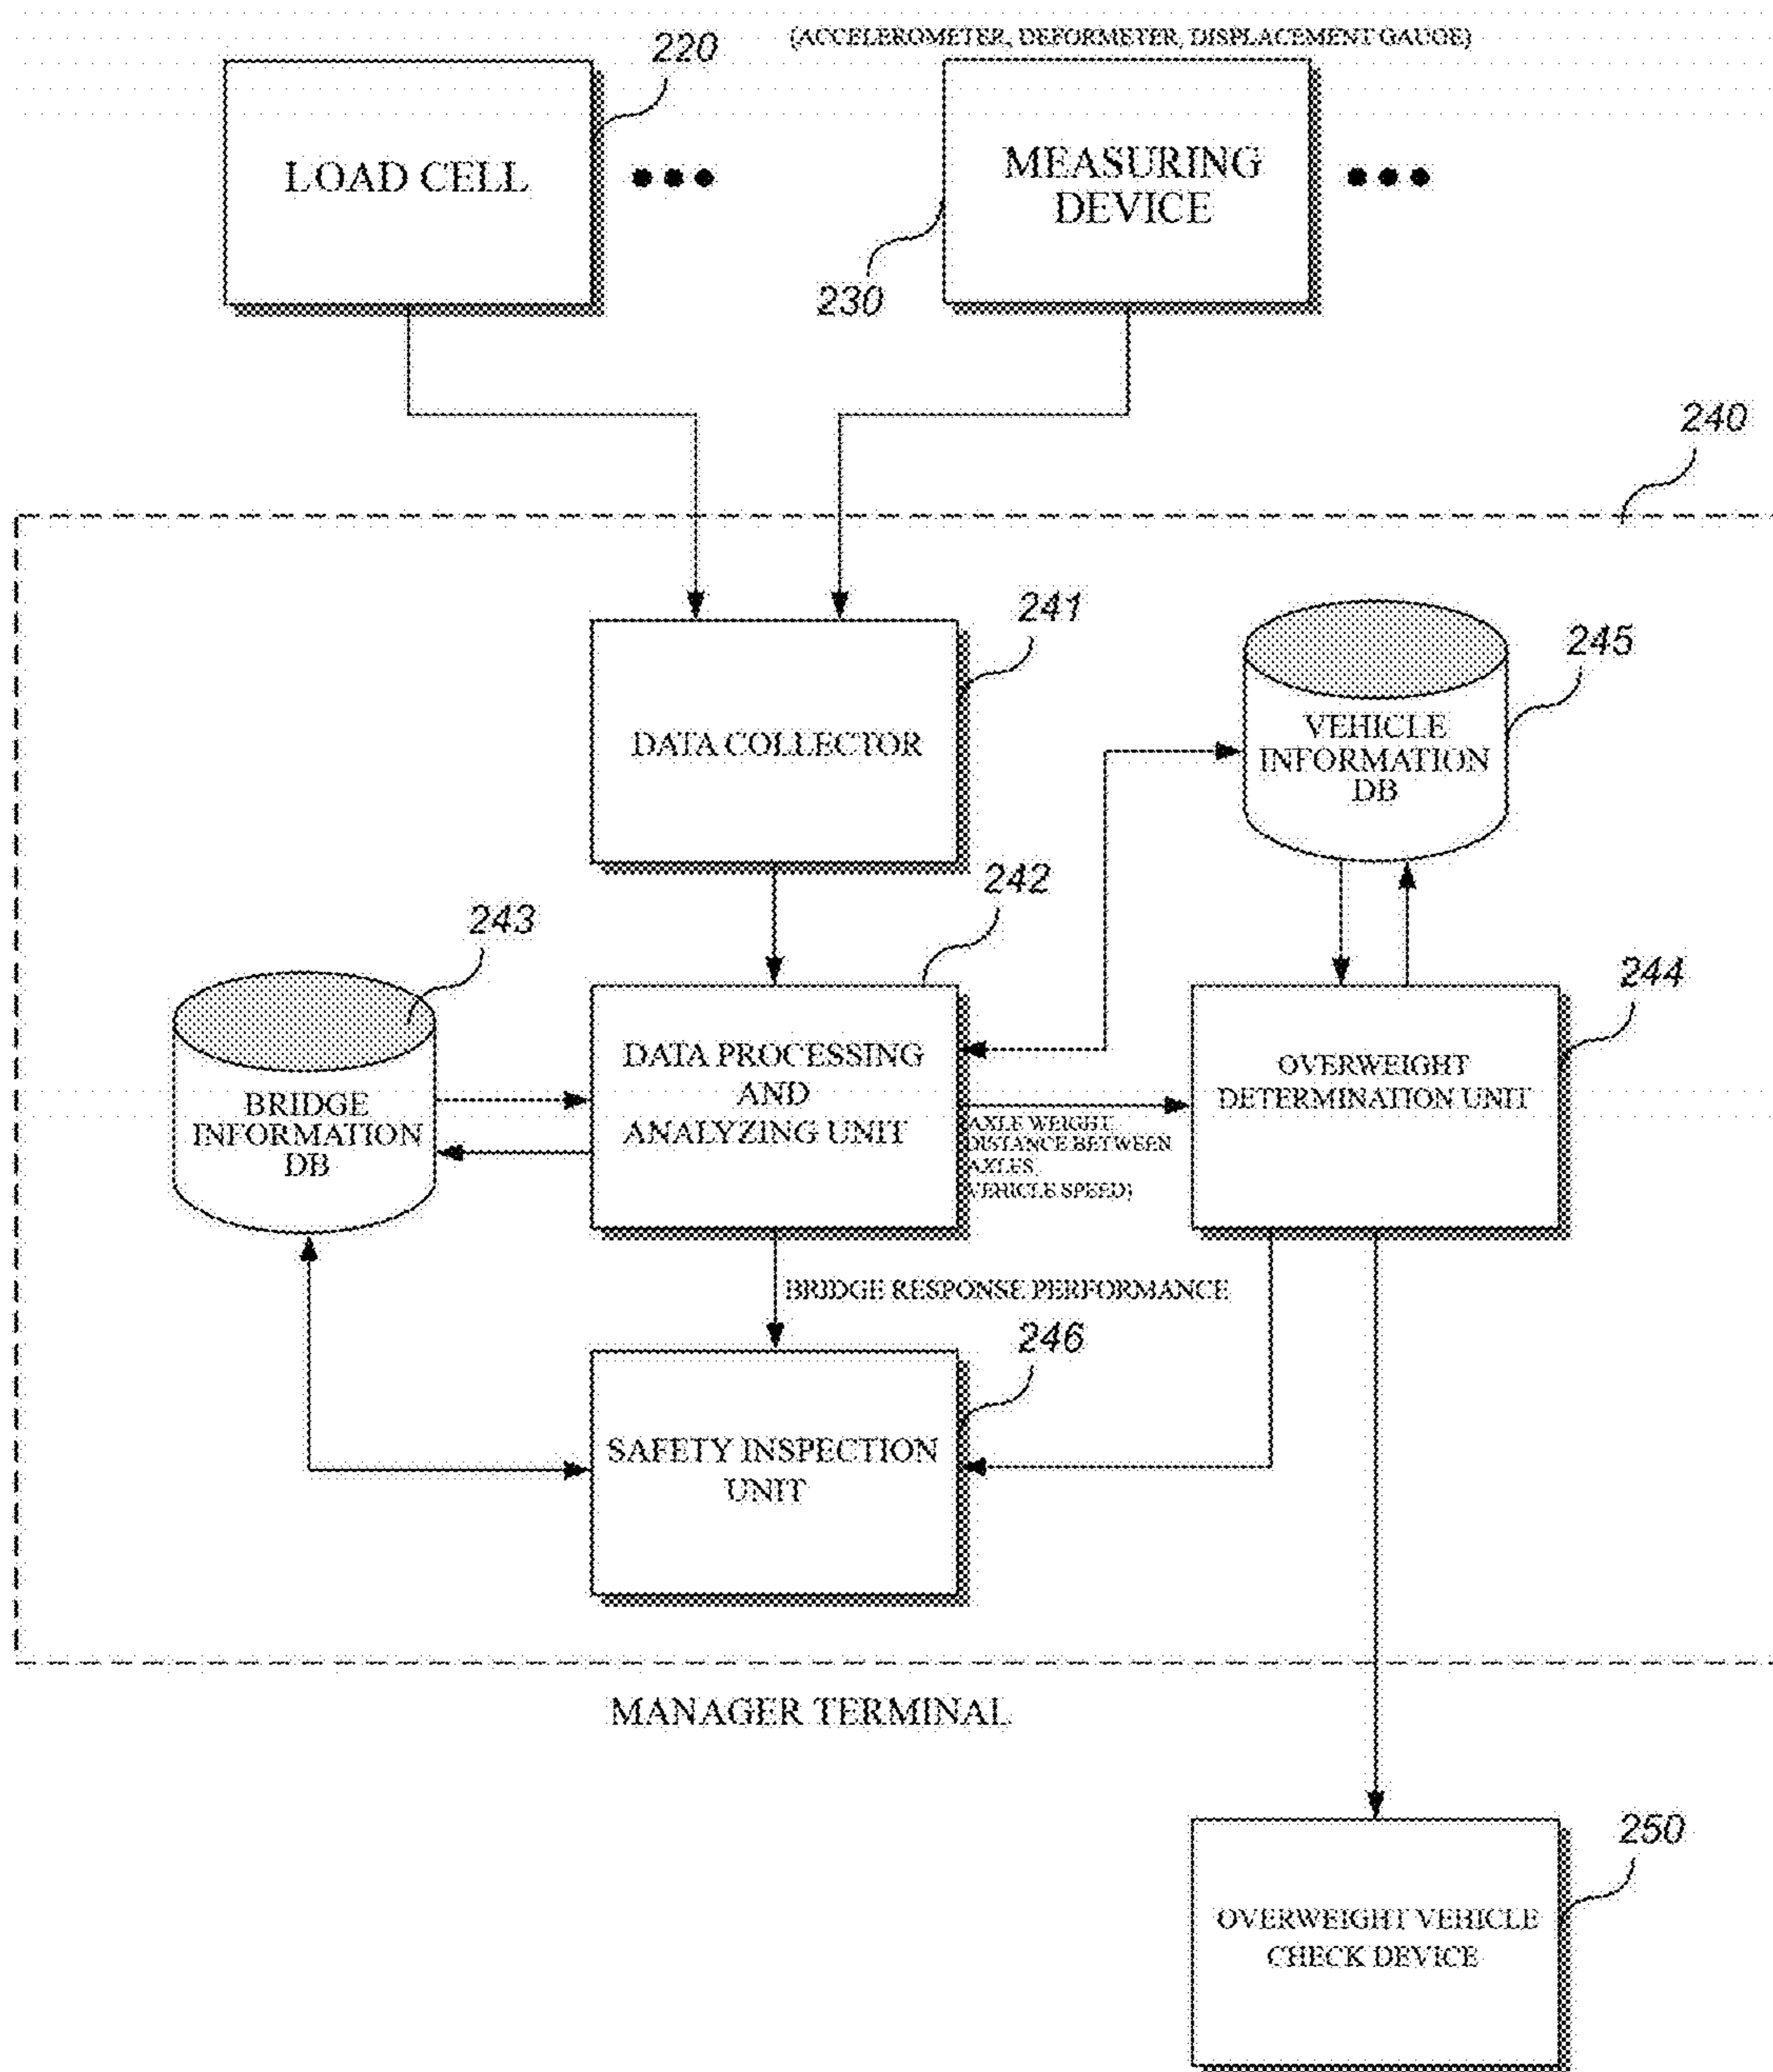 (ACCELEROMETER, DEFORMETER, DISPLACEMENT GAUGE)
220
LOAD CELL
MEASURING
DEVICE
230
240
241
DATA COLLECTOR
245
VEHICLE
INFORMATION
DB
242
243
244
BRIDGE
INFORMATION
DB
DATA PROCESSING
AND
ANALYZING UNIT
AXLE WEIGHT
DISTANCE BETWEEN
AXLES
VEHICLE SPEED)
OVERWEIGHT
DETERMINATION UNIT
BRIDGE RESPONSE PERFORMANCE
246
SAFETY INSPECTION
UNIT
MANAGER TERMINAL
250
OVERWEIGHT VEHICLE
CHECK DEVICE